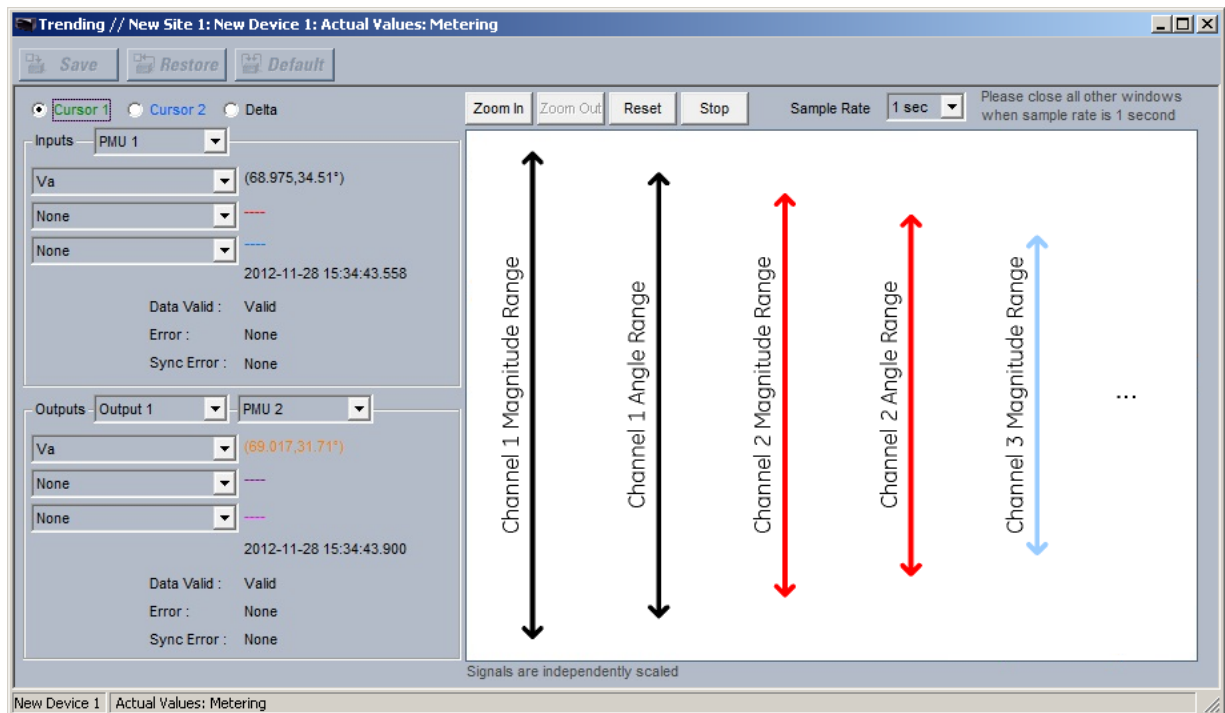 Trending // New Site 1: New Device 1: Actual Values: Metering
Save Restore Default
Cursor 1 Cursor 2 Delta
Inputs PMU 1
Va (68.975,34.51°)
None ----
None ----
2012-11-28 15:34:43.558
Data Valid : Valid
Error : None
Sync Error : None
Outputs Output 1 PMU 2
Va (69.017,31.71°)
None ----
None ----
2012-11-28 15:34:43.900
Data Valid : Valid
Error : None
Sync Error : None
Zoom In Zoom Out Reset Stop Sample Rate 1 sec
Please close all other windows
when sample rate is 1 second
Channel 1 Magnitude Range
Channel 1 Angle Range
Channel 2 Magnitude Range
Channel 2 Angle Range
Channel 3 Magnitude Range
...
Signals are independently scaled
New Device 1 Actual Values: Metering